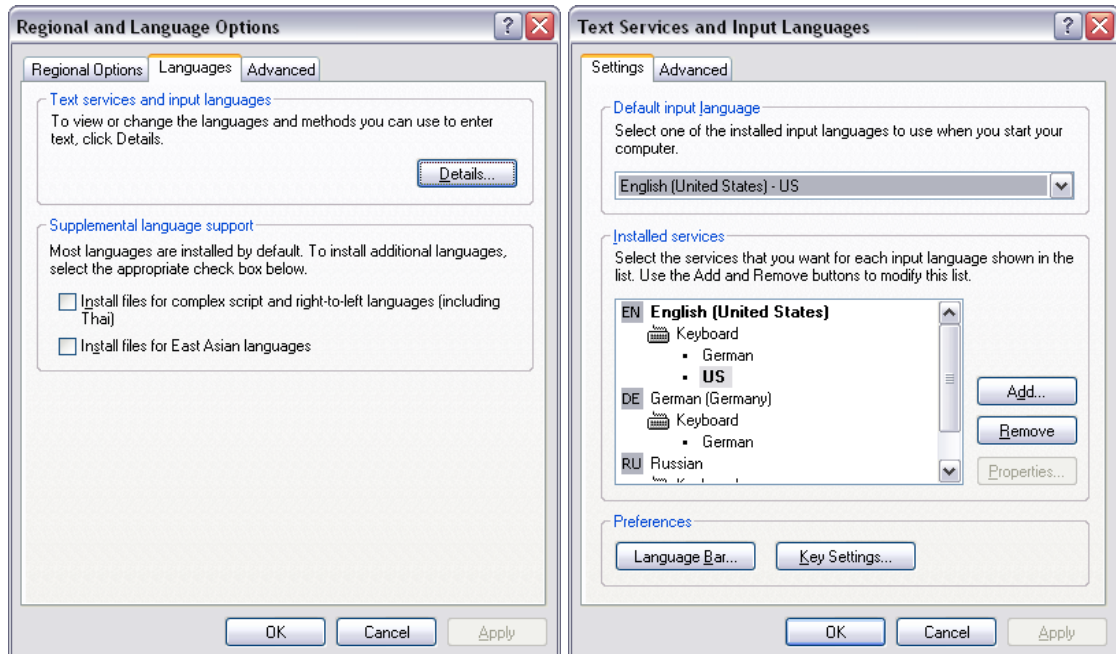 Regional and Language Options
Regional Options Languages Advanced
Text services and input languages
To view or change the languages and methods you can use to enter
text, click Details.
Details...
Supplemental language support
Most languages are installed by default. To install additional languages,
select the appropriate check box below.
Install files for complex script and right-to-left languages (including
Thai)
Install files for East Asian languages
OK Cancel Apply
Text Services and Input Languages
Settings Advanced
Default input language
Select one of the installed input languages to use when you start your
computer.
English (United States) - US
Installed services
Select the services that you want for each input language shown in the
list. Use the Add and Remove buttons to modify this list.
EN English (United States)
Keyboard
German
US
DE German (Germany)
Keyboard
German
RU Russian
Add...
Remove
Properties...
Preferences
Language Bar... Key Settings...
OK Cancel Apply